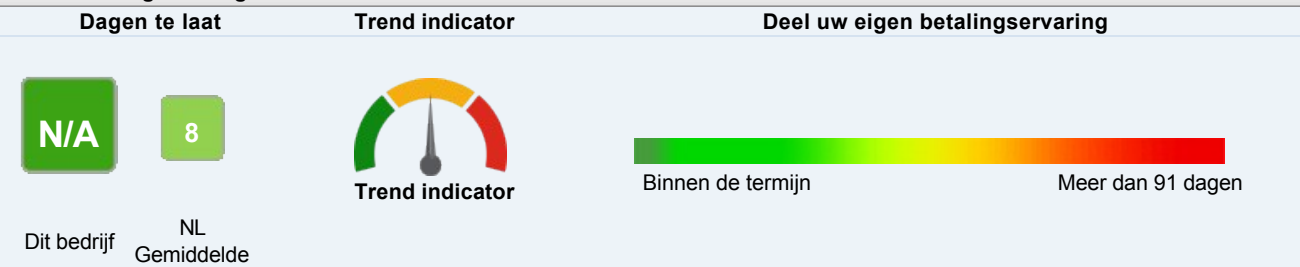 Dagen te laat
Trend indicator
Deel uw eigen betalingservaring
N/A
8
Trend indicator
Binnen de termijn
Meer dan 91 dagen
Dit bedrijf
NL
Gemiddelde